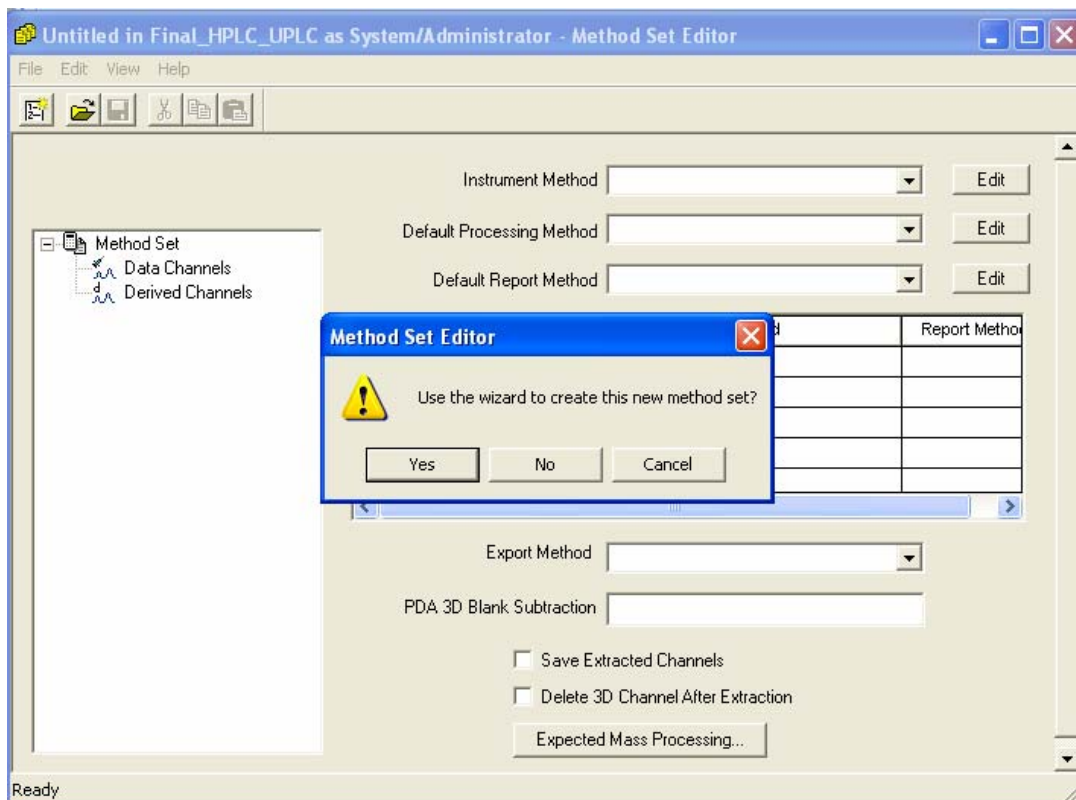 Untitled in Final_HPLC_UPLC as System/Administrator - Method Set Editor
File Edit View Help
Instrument Method Edit
Default Processing Method Edit
Default Report Method Edit
Method Set
Data Channels
Derived Channels
Report Metho
Method Set Editor
Use the wizard to create this new method set?
Yes No Cancel
Export Method
PDA 3D Blank Subtraction
Save Extracted Channels
Delete 3D Channel After Extraction
Expected Mass Processing...
Ready